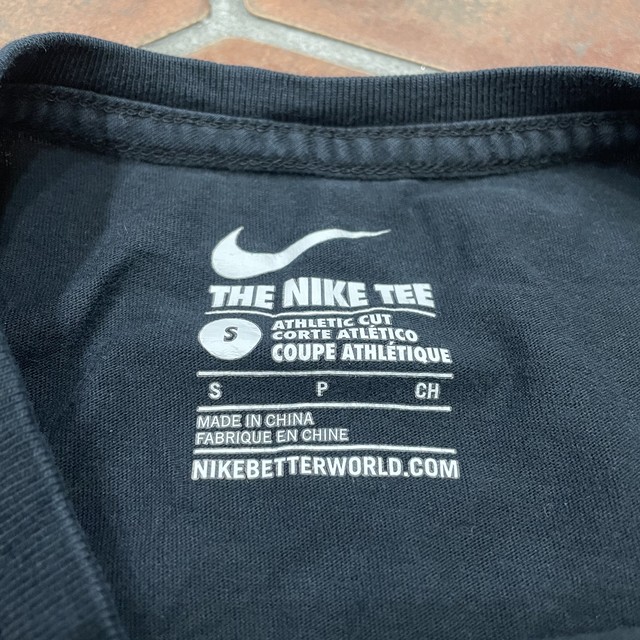 THE NIKE TEE
S
ATHLETIC CUT
CORTE ATLÉTICO
COUPE ATHLÉTIQUE
S P CH
MADE IN CHINA
FABRIQUE EN CHINE
NIKEBETTERWORLD.COM